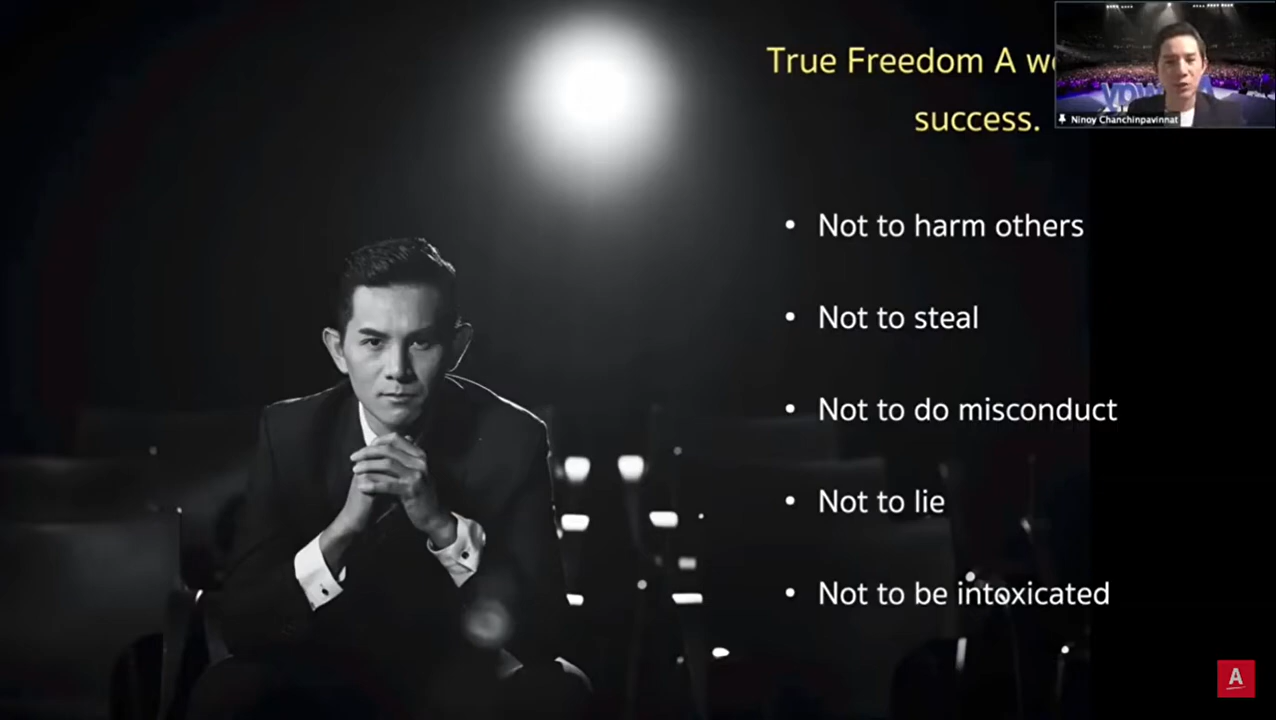 True Freedom A
success.
Ninoy Chanchinpavinnat
• Not to harm others
• Not to steal
• Not to do misconduct
• Not to lie
• Not to be intoxicated
A